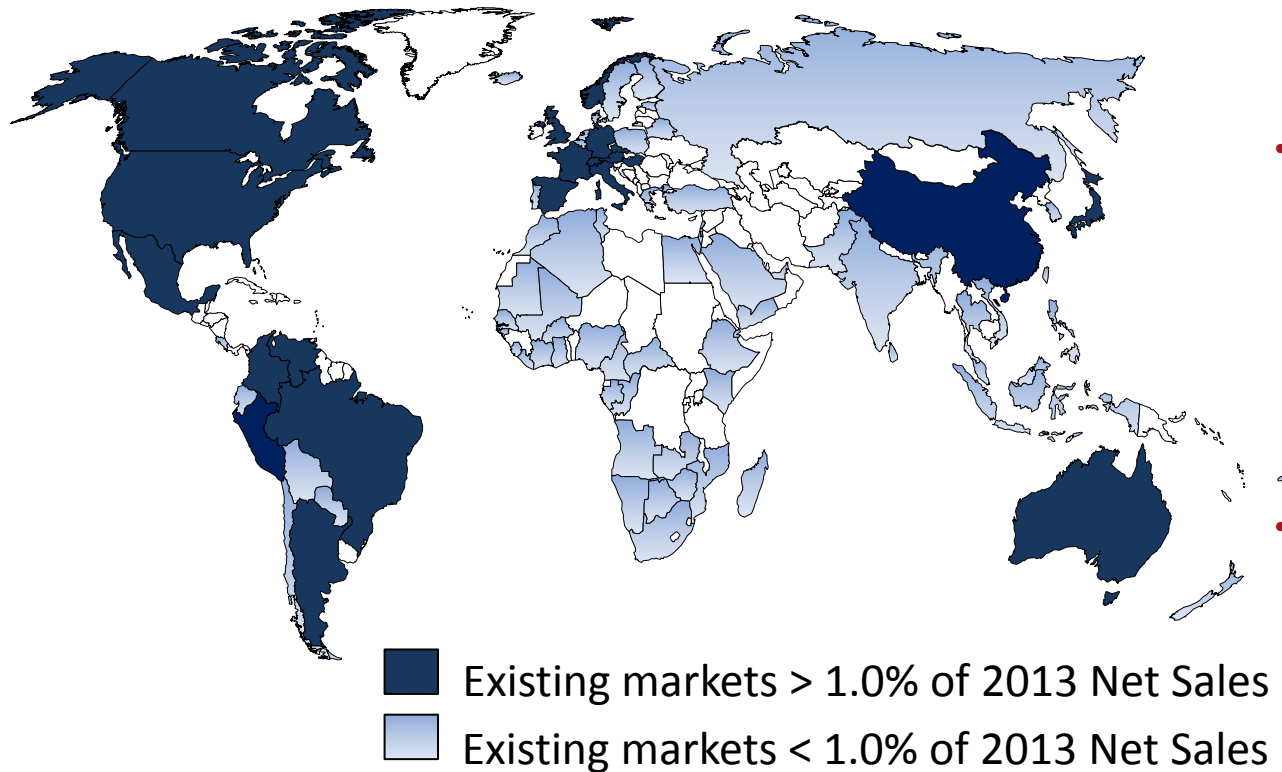 Existing markets > 1.0% of 2013 Net Sales
Existing markets < 1.0% of 2013 Net Sales